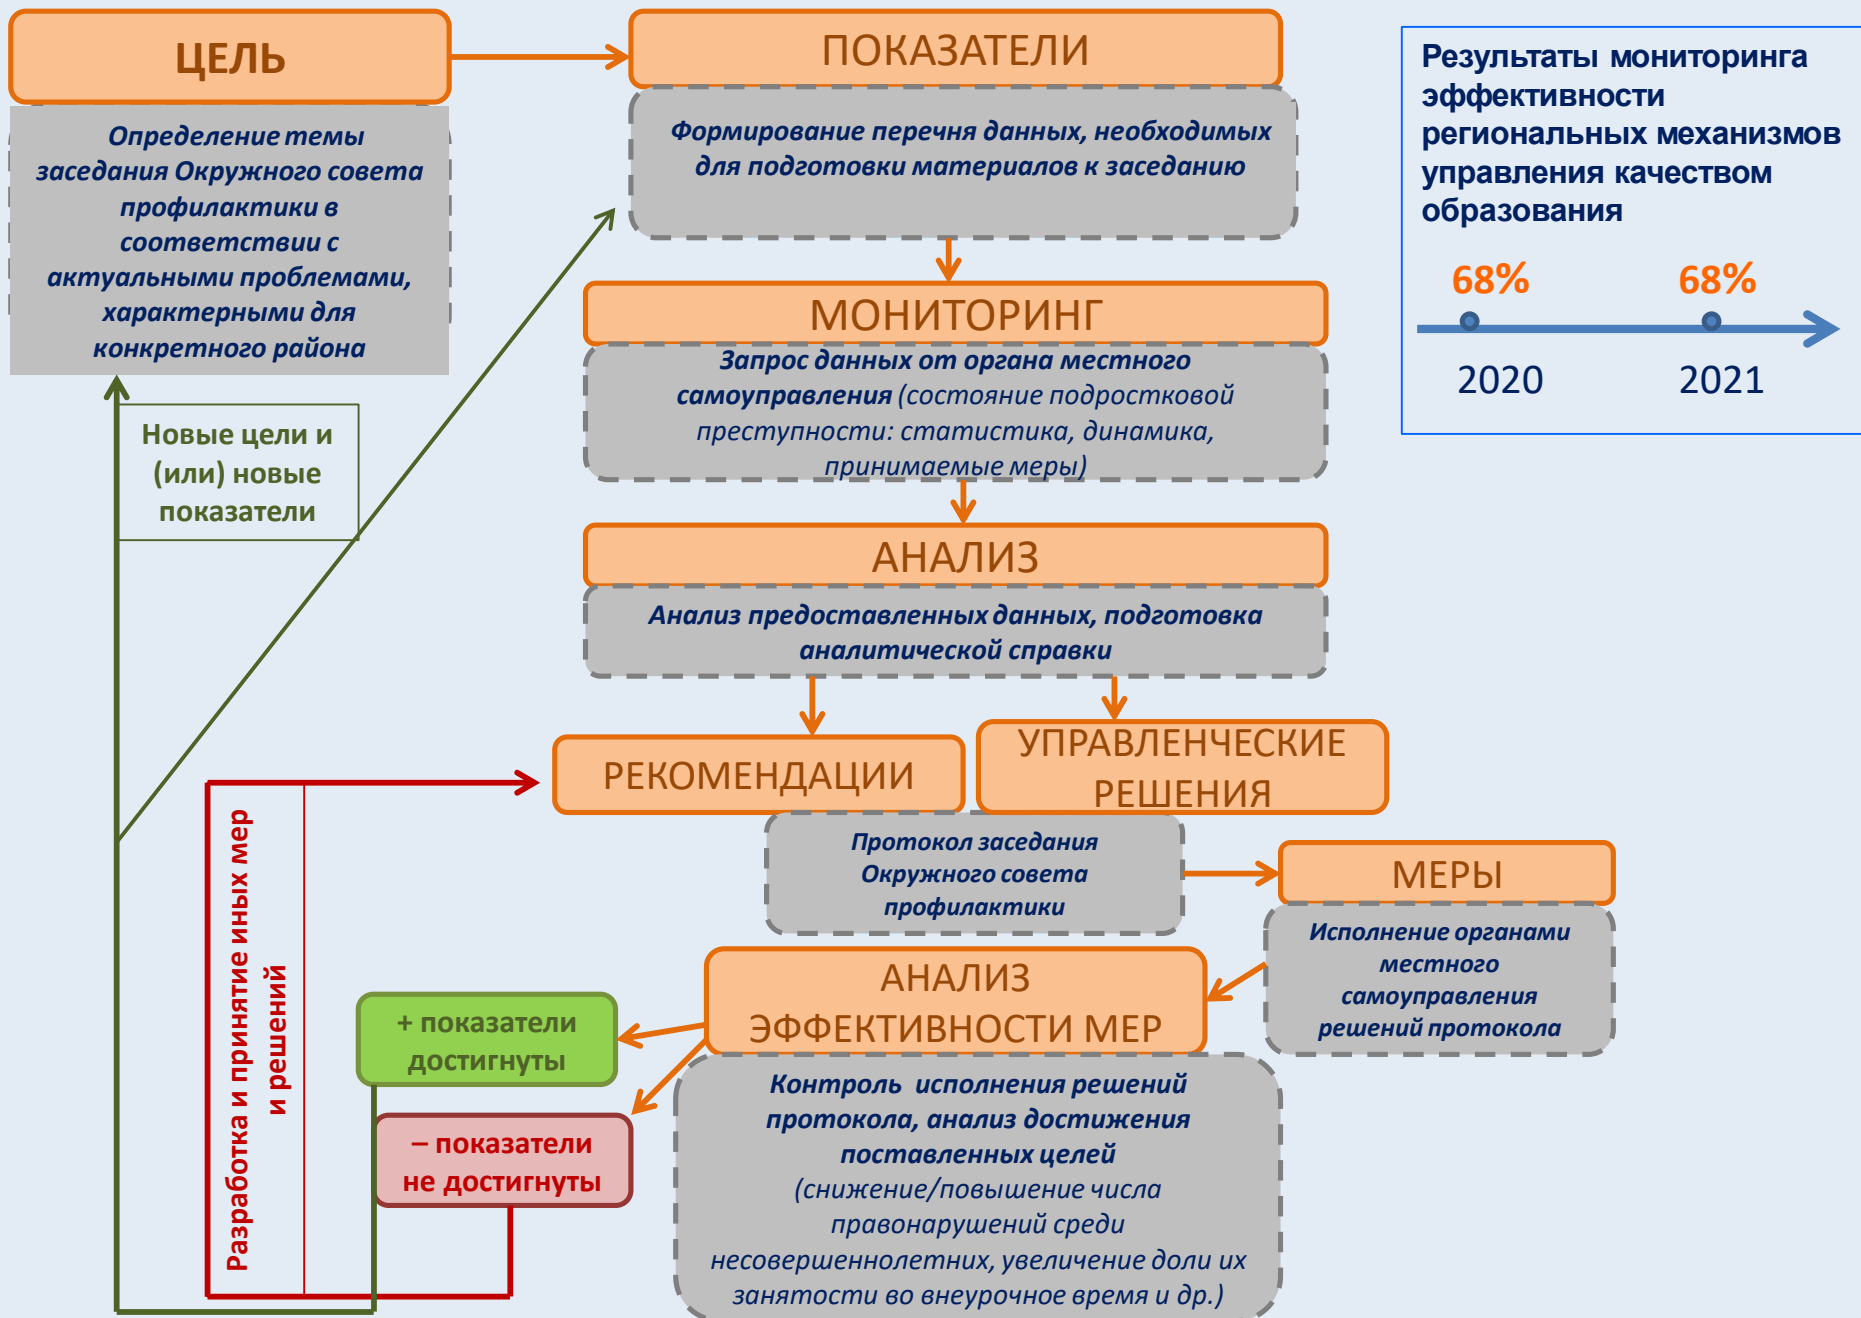 ЦЕЛЬ
Определение темы
заседания Окружного совета
профилактики в
соответствии с
актуальными проблемами,
характерными для
конкретного района
ПОКАЗАТЕЛИ
Формирование перечня данных, необходимых
для подготовки материалов к заседанию
Результаты мониторинга
эффективности
региональных механизмов
управления качеством
образования
68% 68%
2020 2021
МОНИТОРИНГ
Запрос данных от органа местного
самоуправления (состояние подростковой
преступности: статистика, динамика,
принимаемые меры)
Новые цели и
(или) новые
показатели
АНАЛИЗ
Анализ предоставленных данных, подготовка
аналитической справки
РЕКОМЕНДАЦИИ
УПРАВЛЕНЧЕСКИЕ
РЕШЕНИЯ
Протокол заседания
Окружного совета
профилактики
МЕРЫ
Исполнение органами
местного
самоуправления
решений протокола
АНАЛИЗ
ЭФФЕКТИВНОСТИ МЕР
Контроль исполнения решений
протокола, анализ достижения
поставленных целей
(снижение/повышение числа
правонарушений среди
несовершеннолетних, увеличение доли их
занятости во внеурочное время и др.)
+ показатели
достигнуты
– показатели
не достигнуты
Разработка и принятие иных мер
и решений